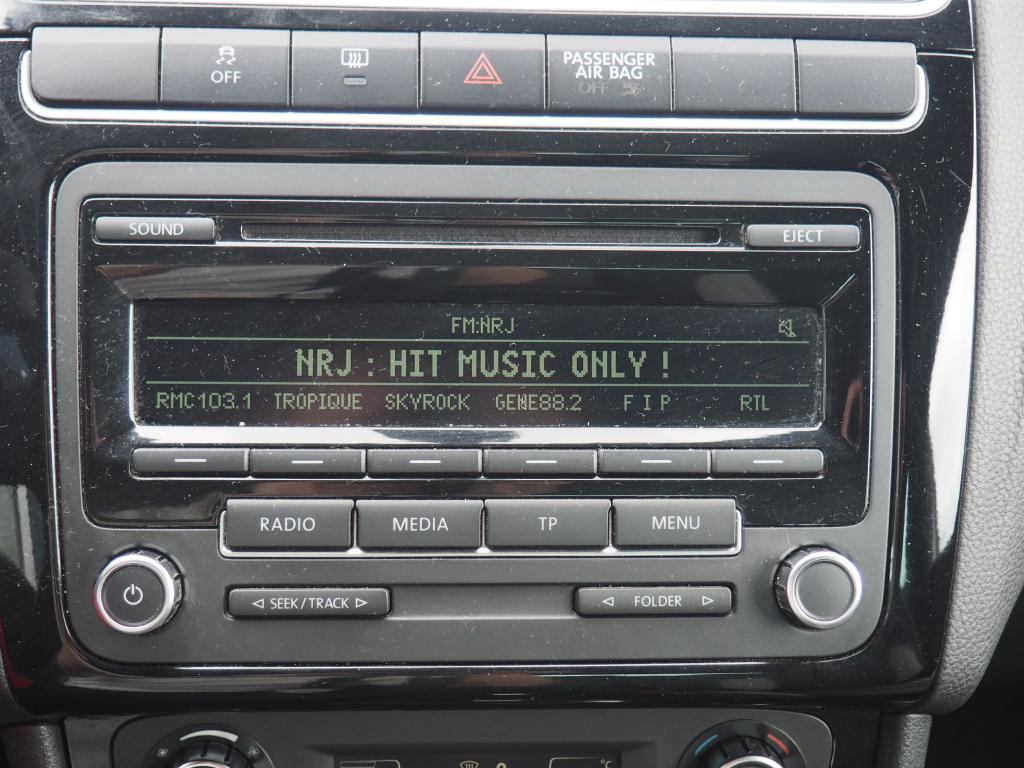 OFF
PASSENGER
AIR BAG
OFF
SOUND
EJECT
FM:NRJ
NRJ : HIT MUSIC ONLY !
RMC103.1 TROPIQUE SKYROCK GENE88.2 F I P RTL
RADIO MEDIA TP MENU
SEEK/TRACK FOLDER
°C